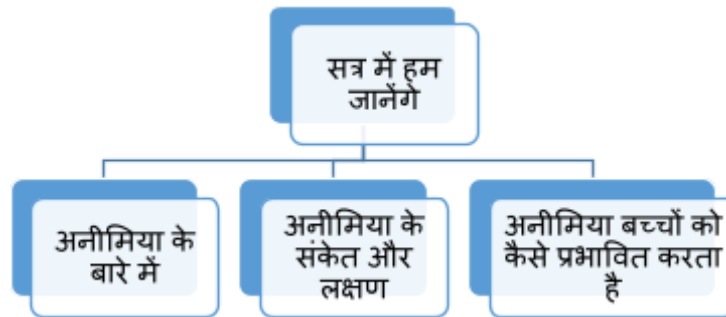 सत्र में हम
जानेंगे
अनीमिया के
बारे में
अनीमिया के
संकेत और
लक्षण
अनीमिया बच्चों को
कैसे प्रभावित करता
है